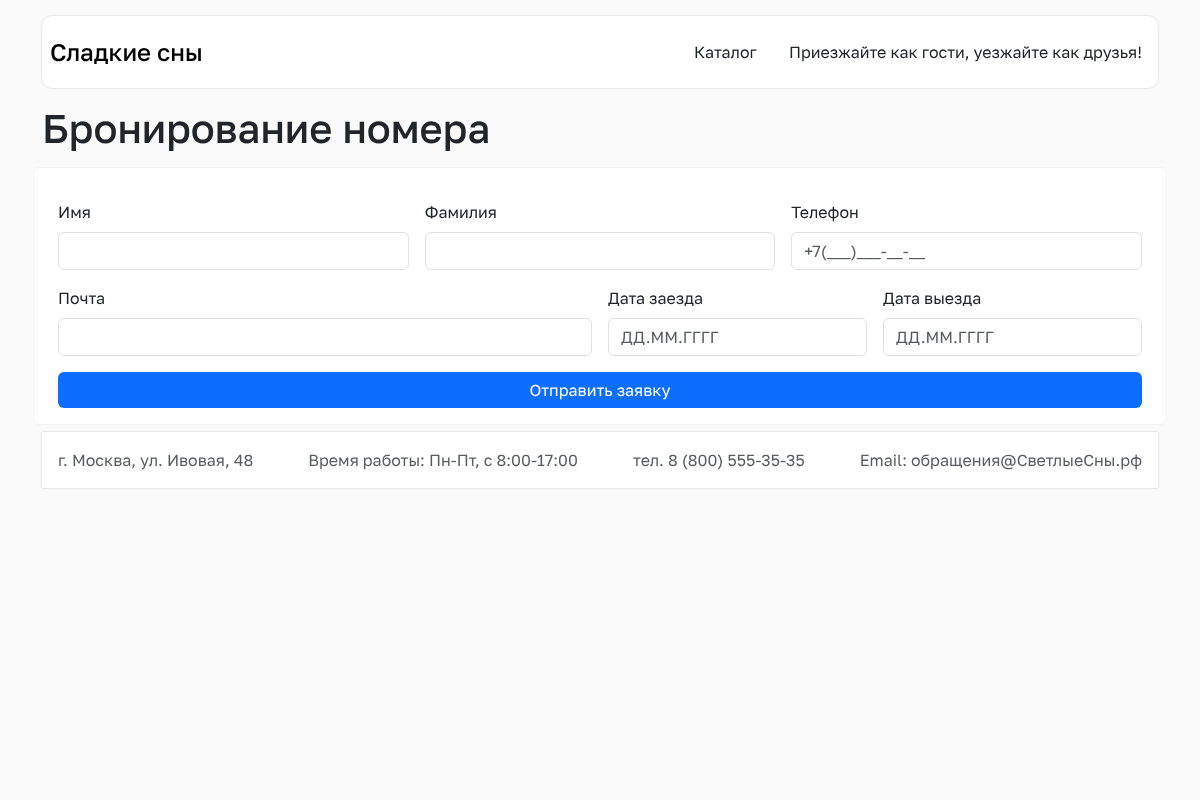 Сладкие сны
Каталог
Приезжайте как гости, уезжайте как друзья!
Бронирование номера
Имя
Фамилия
Телефон
+7(___)___-__-__
Почта
Дата заезда
Дата выезда
ДД.ММ.ГГГГ
ДД.ММ.ГГГГ
Отправить заявку
г. Москва, ул. Ивовая, 48
Время работы: Пн-Пт, с 8:00-17:00
тел. 8 (800) 555-35-35
Email: обращения@СветлыеСны.рф